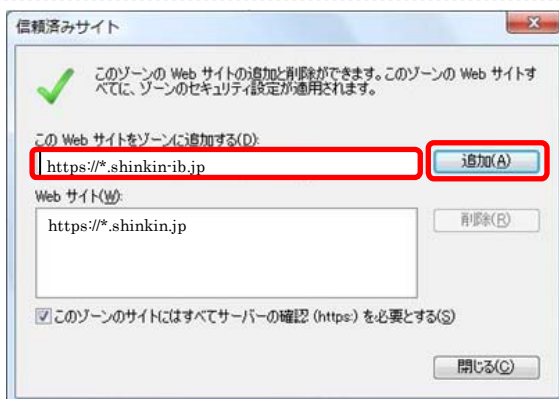 信頼済みサイト
このゾーンの Web サイトの追加と削除ができます。このゾーンの Web サイトす
べてに、ゾーンのセキュリティ設定が適用されます。
この Web サイトをゾーンに追加する(D):
https://*.shinkin-ib.jp
追加(A)
Web サイト(W):
https://*.shinkin.jp
削除(R)
このゾーンのサイトにはすべてサーバーの確認 (https:) を必要とする(S)
閉じる(C)